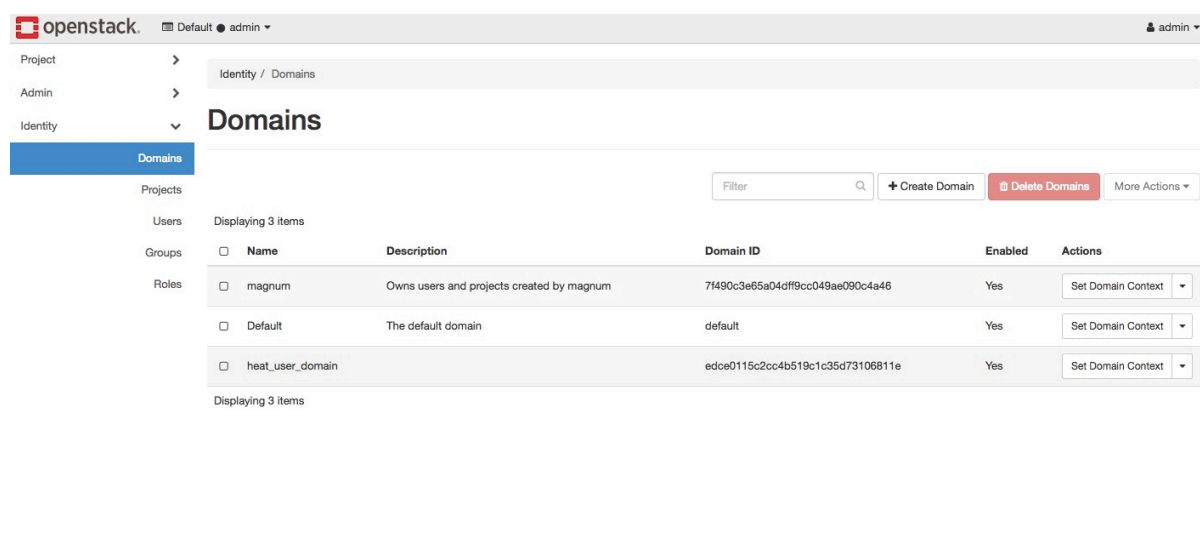 openstack. Default ● admin admin
Project
Admin
Identity
Domains
Projects
Users
Groups
Roles
Identity / Domains
Domains
Filter + Create Domain Delete Domains More Actions
Displaying 3 items
Name Description Domain ID Enabled Actions
magnum Owns users and projects created by magnum 7f490c3e65a04dff9cc049ae090c4a46 Yes Set Domain Context
Default The default domain default Yes Set Domain Context
heat_user_domain edce0115c2cc4b519c1c35d73106811e Yes Set Domain Context
Displaying 3 items